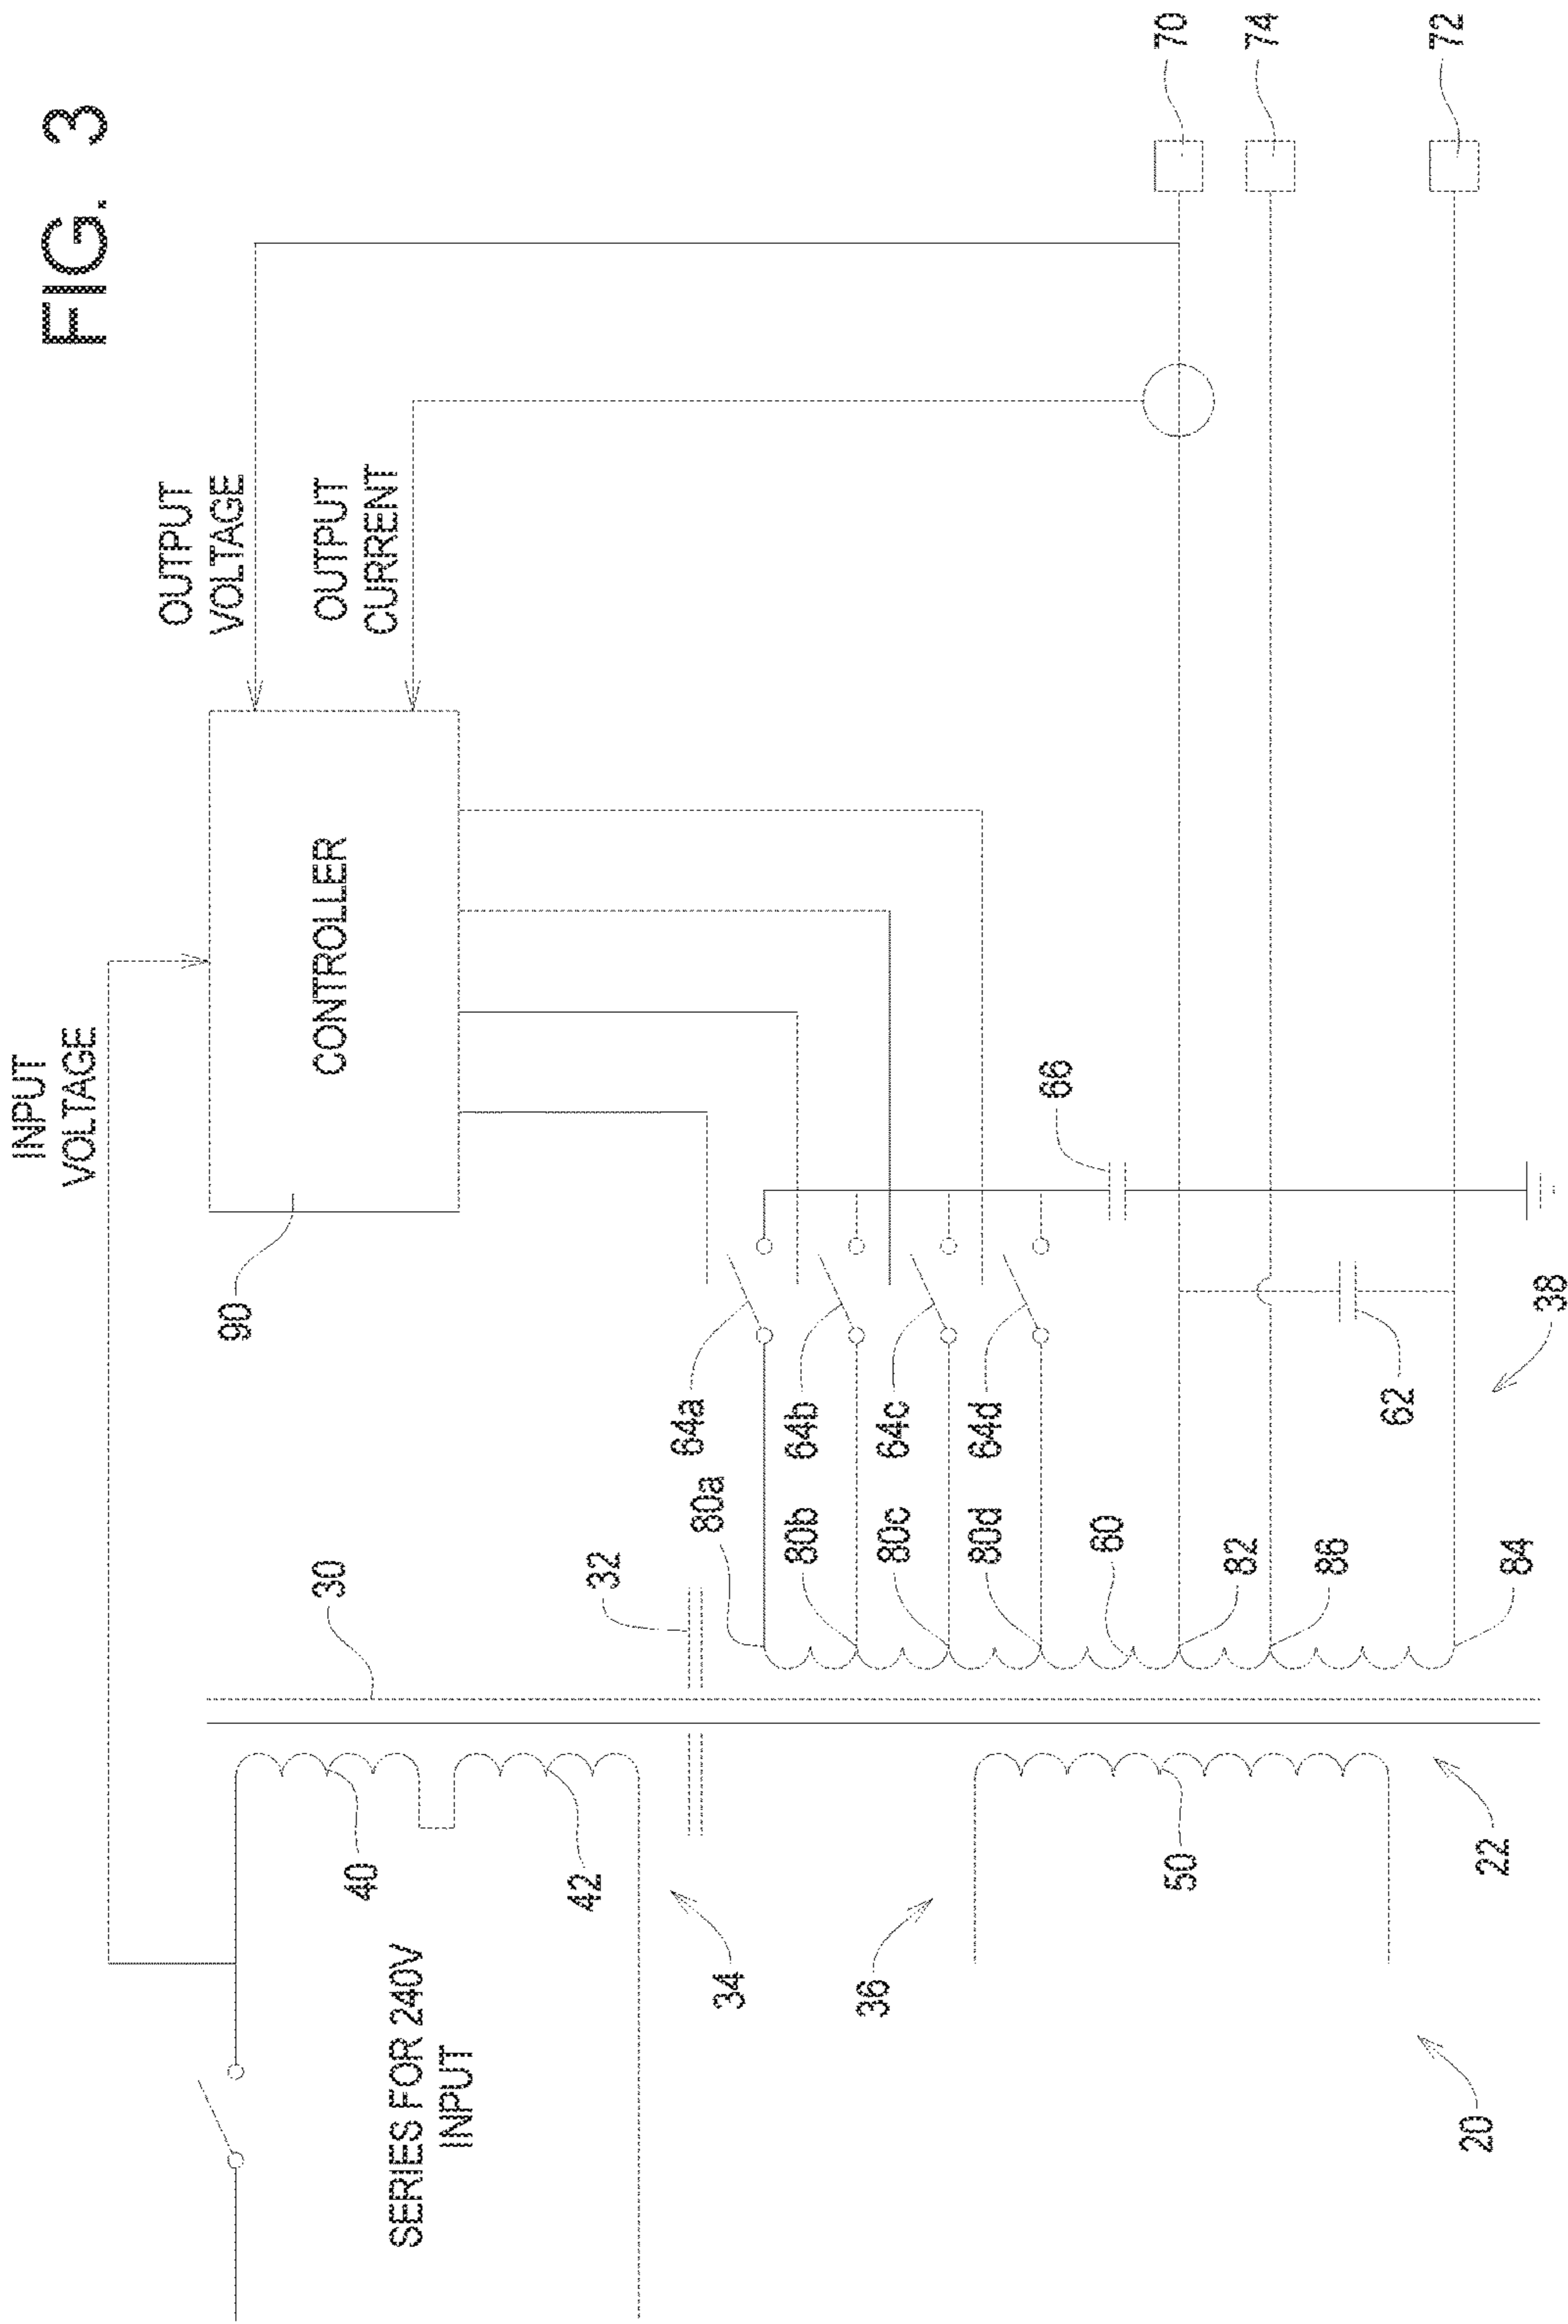 FIG. 3
INPUT
VOLTAGE
OUTPUT
VOLTAGE
OUTPUT
CURRENT
CONTROLLER
90
SERIES FOR 240V
INPUT
40
42
34
30
32
36
50
22
20
80a
80b
80c
80d
64a
64b
64c
64d
66
60
82
86
84
62
38
70
74
72